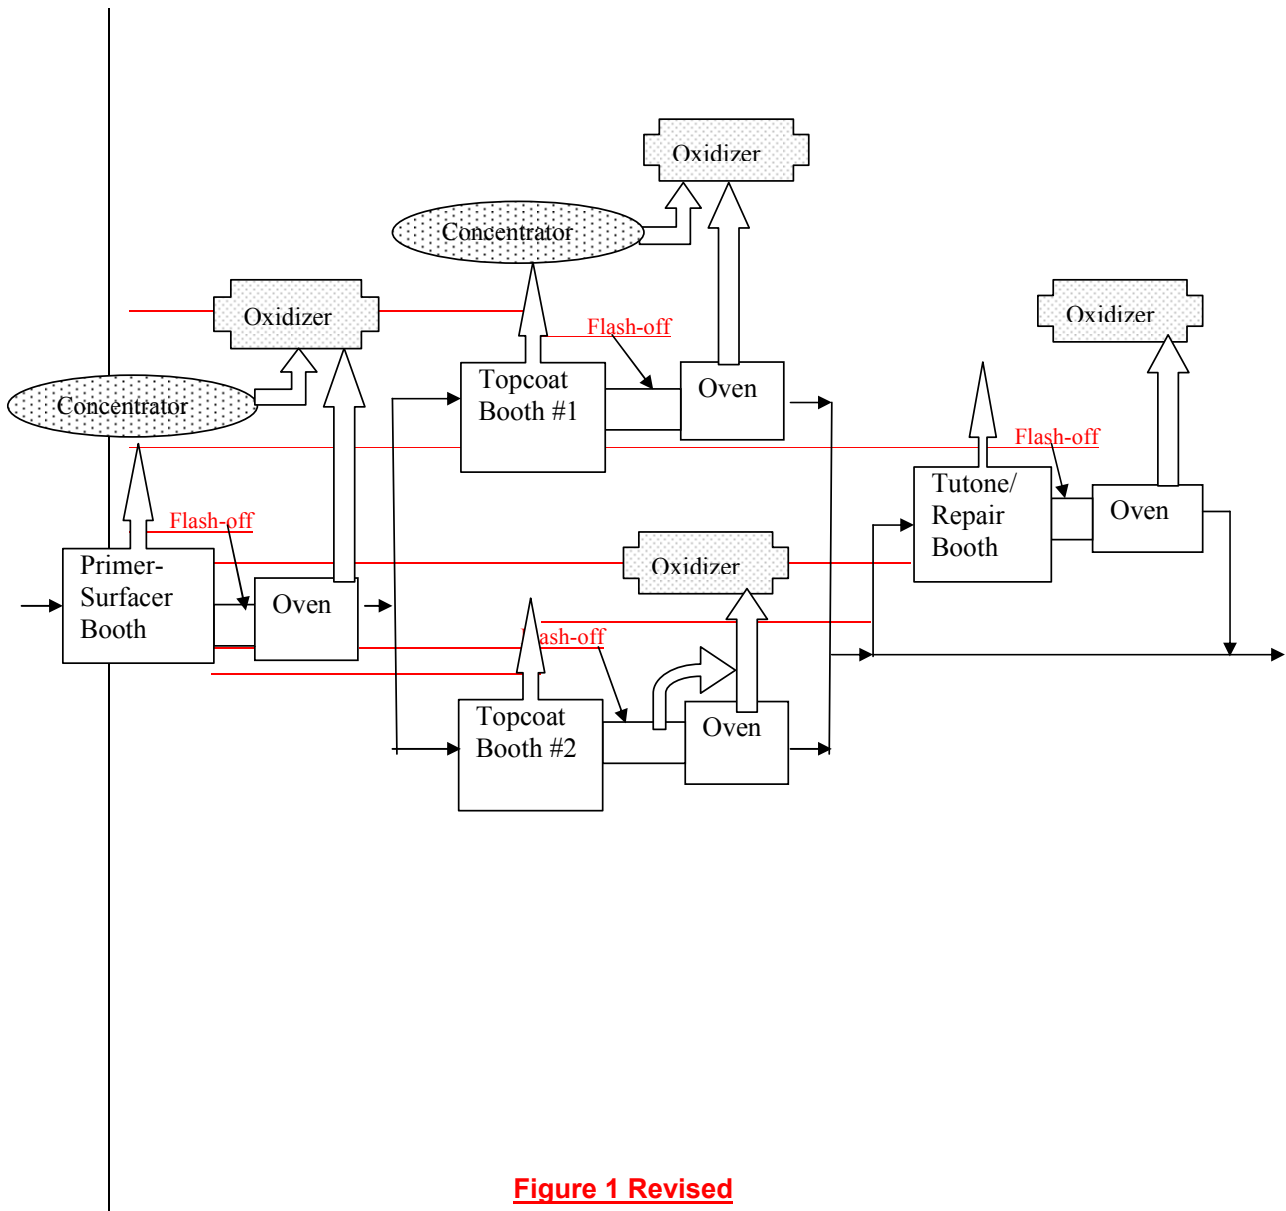 Oxidizer
Concentrator
Oxidizer
Flash-off
Oxidizer
Concentrator
Topcoat
Booth #1
Oven
Flash-off
Tutone/
Repair
Booth
Oven
Flash-off
Primer-
Surfacer
Booth
Oven
Oxidizer
ash-off
Topcoat
Booth #2
Oven
Figure 1 Revised